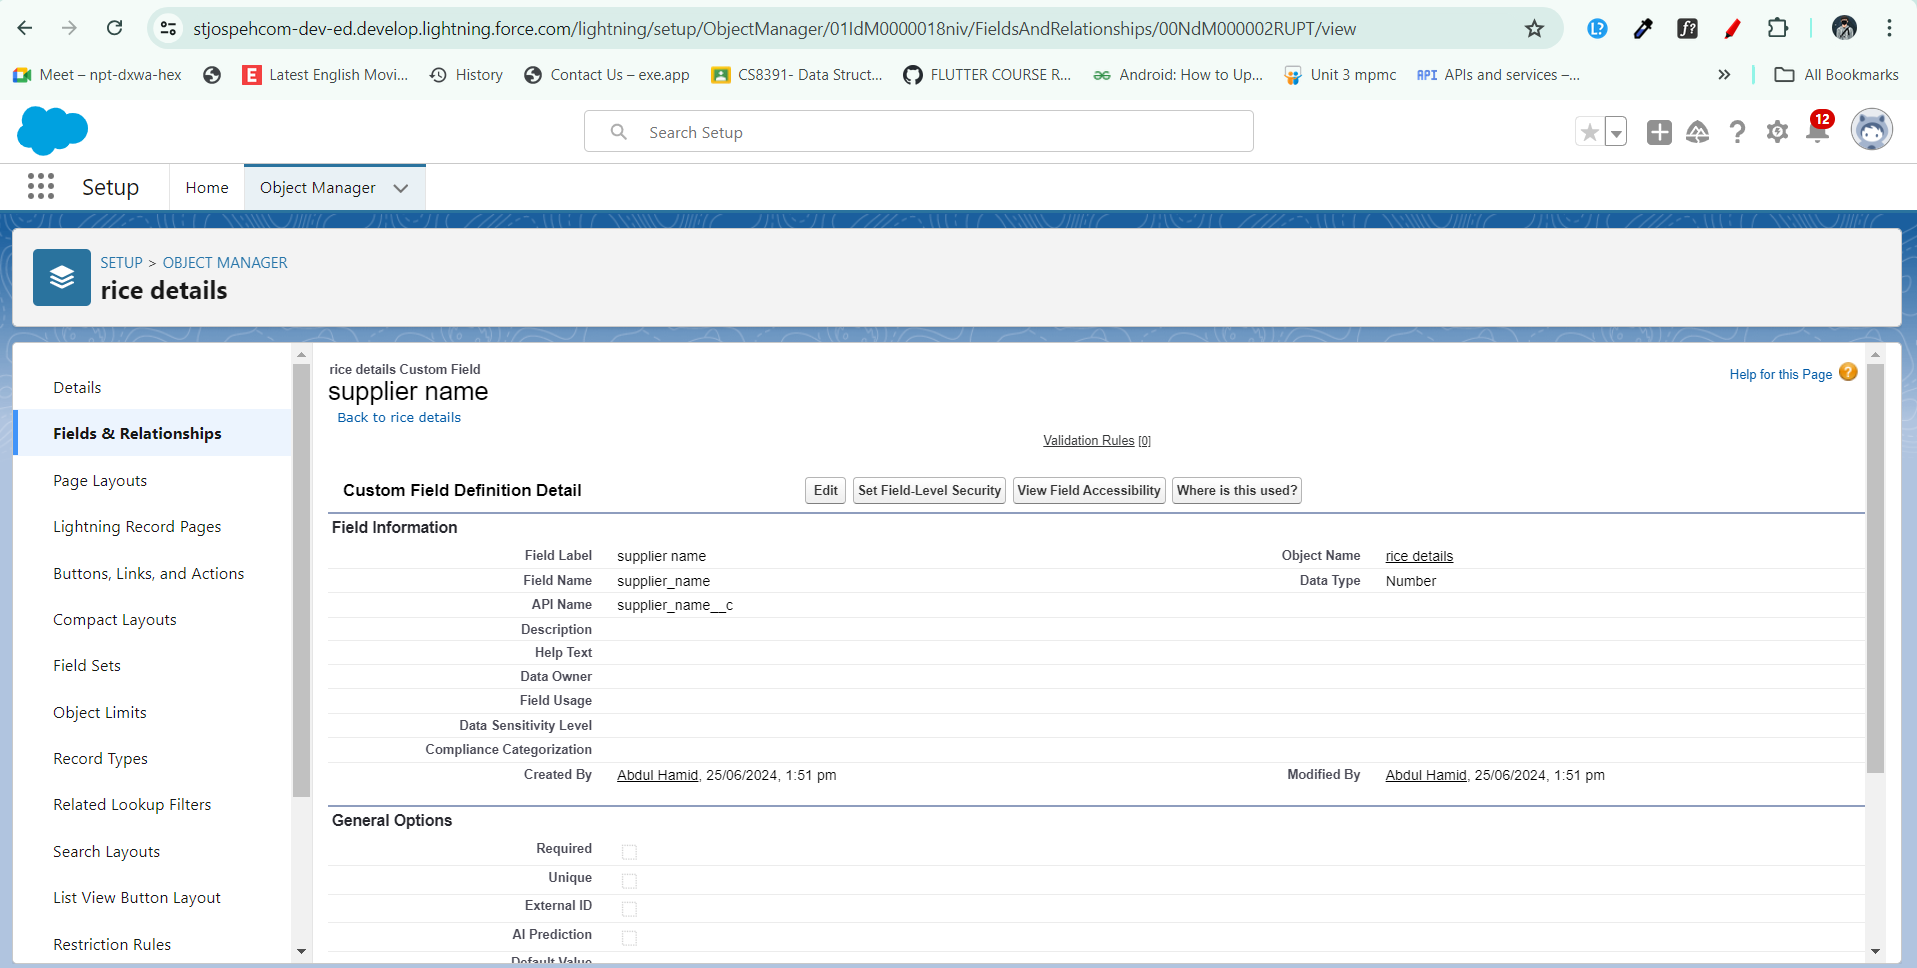 stjospehcom-dev-ed.develop.lightning.force.com/lightning/setup/ObjectManager/01IdM0000018niv/FieldsAndRelationships/00NdM000002RUPT/view
Meet – npt-dxwa-hex
Latest English Movi...
History
Contact Us – exe.app
CS8391- Data Struct...
FLUTTER COURSE R...
Android: How to Up...
Unit 3 mpmc
API APIs and services –...
»
All Bookmarks
Search Setup
12
Setup
Home
Object Manager
SETUP > OBJECT MANAGER
rice details
Details
Fields & Relationships
Page Layouts
Lightning Record Pages
Buttons, Links, and Actions
Compact Layouts
Field Sets
Object Limits
Record Types
Related Lookup Filters
Search Layouts
List View Button Layout
Restriction Rules
rice details Custom Field
supplier name
Back to rice details
Help for this Page ?
Validation Rules [0]
Custom Field Definition Detail
Edit
Set Field-Level Security
View Field Accessibility
Where is this used?
Field Information
Field Label supplier name
Object Name rice details
Field Name supplier_name
Data Type Number
API Name supplier_name__c
Description
Help Text
Data Owner
Field Usage
Data Sensitivity Level
Compliance Categorization
Created By Abdul Hamid, 25/06/2024, 1:51 pm
Modified By Abdul Hamid, 25/06/2024, 1:51 pm
General Options
Required
Unique
External ID
AI Prediction
Default Value